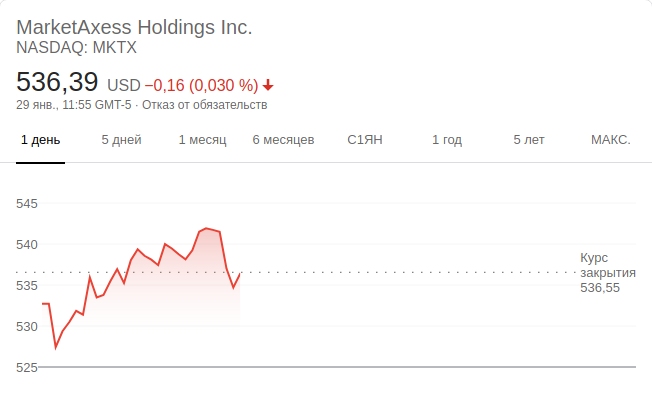 MarketAxess Holdings Inc.
NASDAQ: MKTX
536,39 USD −0,16 (0,030 %)
29 янв., 11:55 GMT-5 · Отказ от обязательств
1 день 5 дней 1 месяц 6 месяцев С1ЯН 1 год 5 лет МАКС.
545
540
535
530
525
Курс
закрытия
536,55